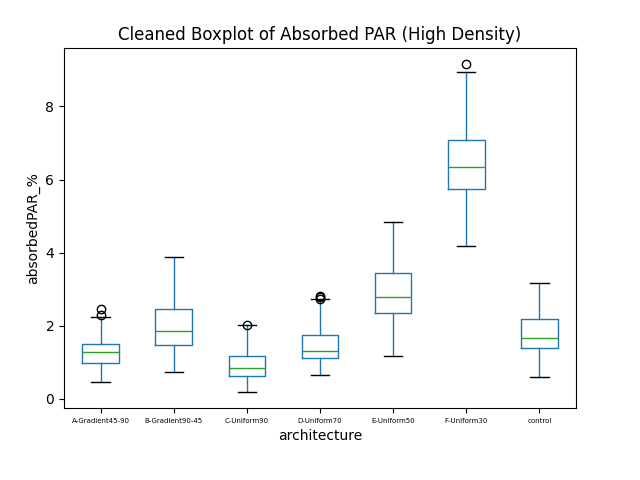 Cleaned Boxplot of Absorbed PAR (High Density)
absorbedPAR_%
8
6
4
2
0
A-Gradient45-90 B-Gradient90-45 C-Uniform90 D-Uniform70 E-Uniform50 F-Uniform30 control
architecture